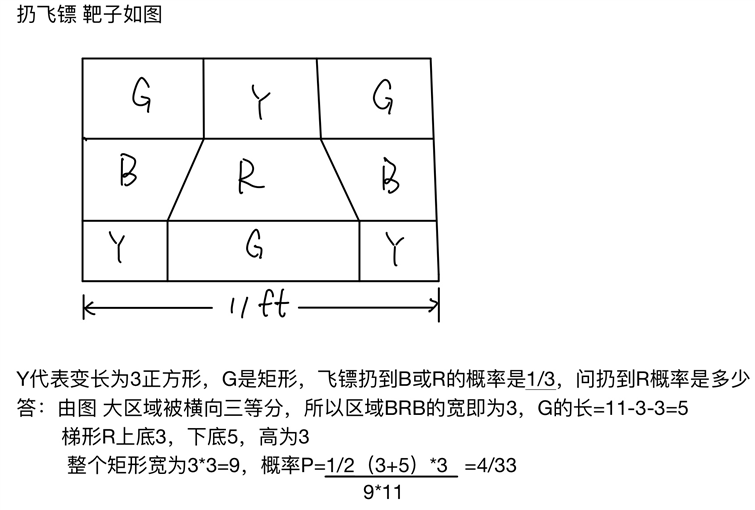 扔飞镖 靶子如图
G Y G
B R B
Y G Y
11ft
Y代表变长为3正方形，G是矩形，飞镖扔到B或R的概率是1/3，问扔到R概率是多少
答：由图 大区域被横向三等分，所以区域BRB的宽即为3，G的长=11-3-3=5
梯形R上底3，下底5，高为3
整个矩形宽为3*3=9，概率P=1/2（3+5）*3 =4/33
9*11